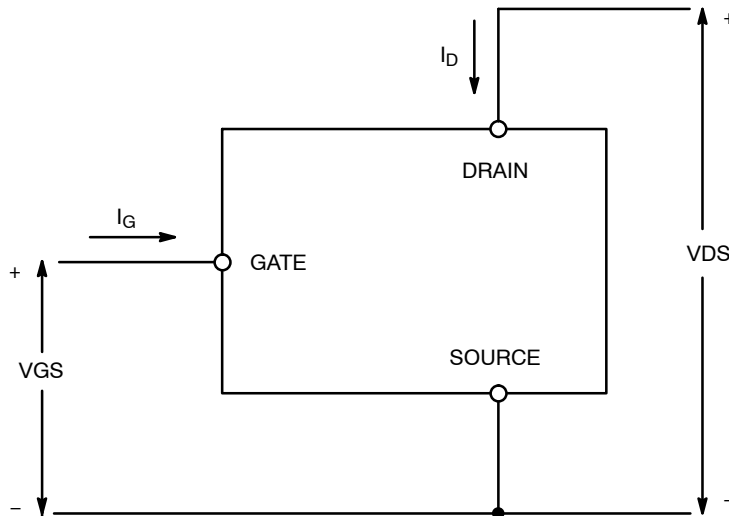 +
I_D
DRAIN
I_G
+
GATE
VDS
SOURCE
VGS
–
–